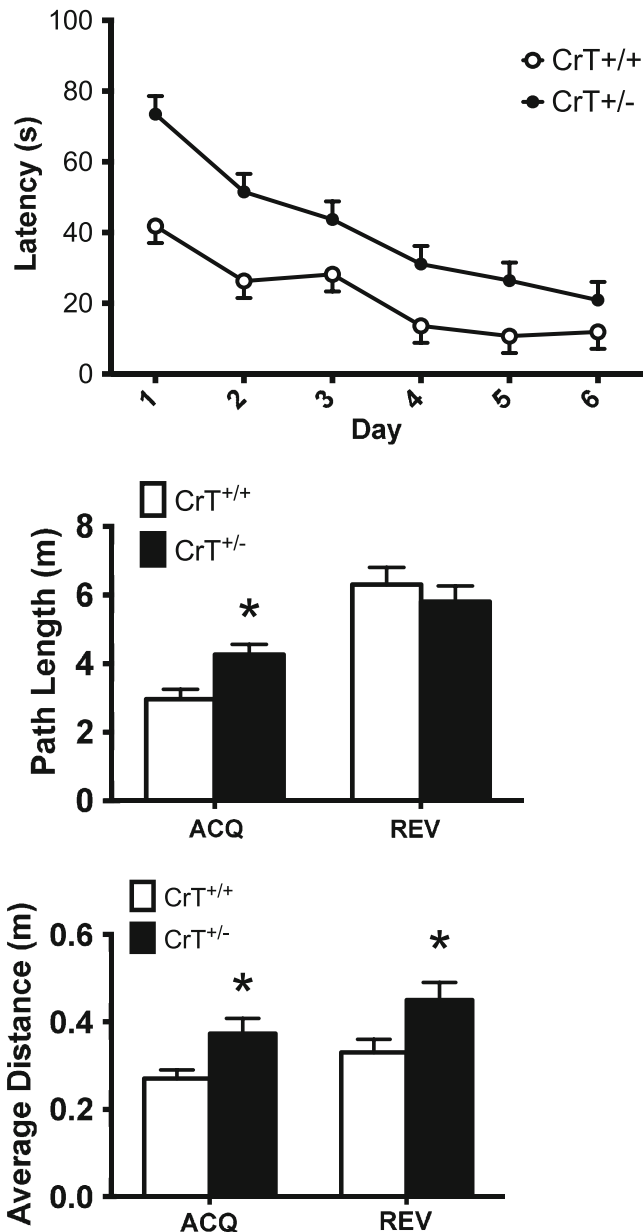 100
80
60
40
20
0
Latency (s)
CrT+/+
CrT+/-
1 2 3 4 5 6
Day
CrT+/+
CrT+/-
8
6
4
2
0
Path Length (m)
*
ACQ REV
CrT+/+
CrT+/-
0.6
0.4
0.2
0.0
Average Distance (m)
* *
ACQ REV